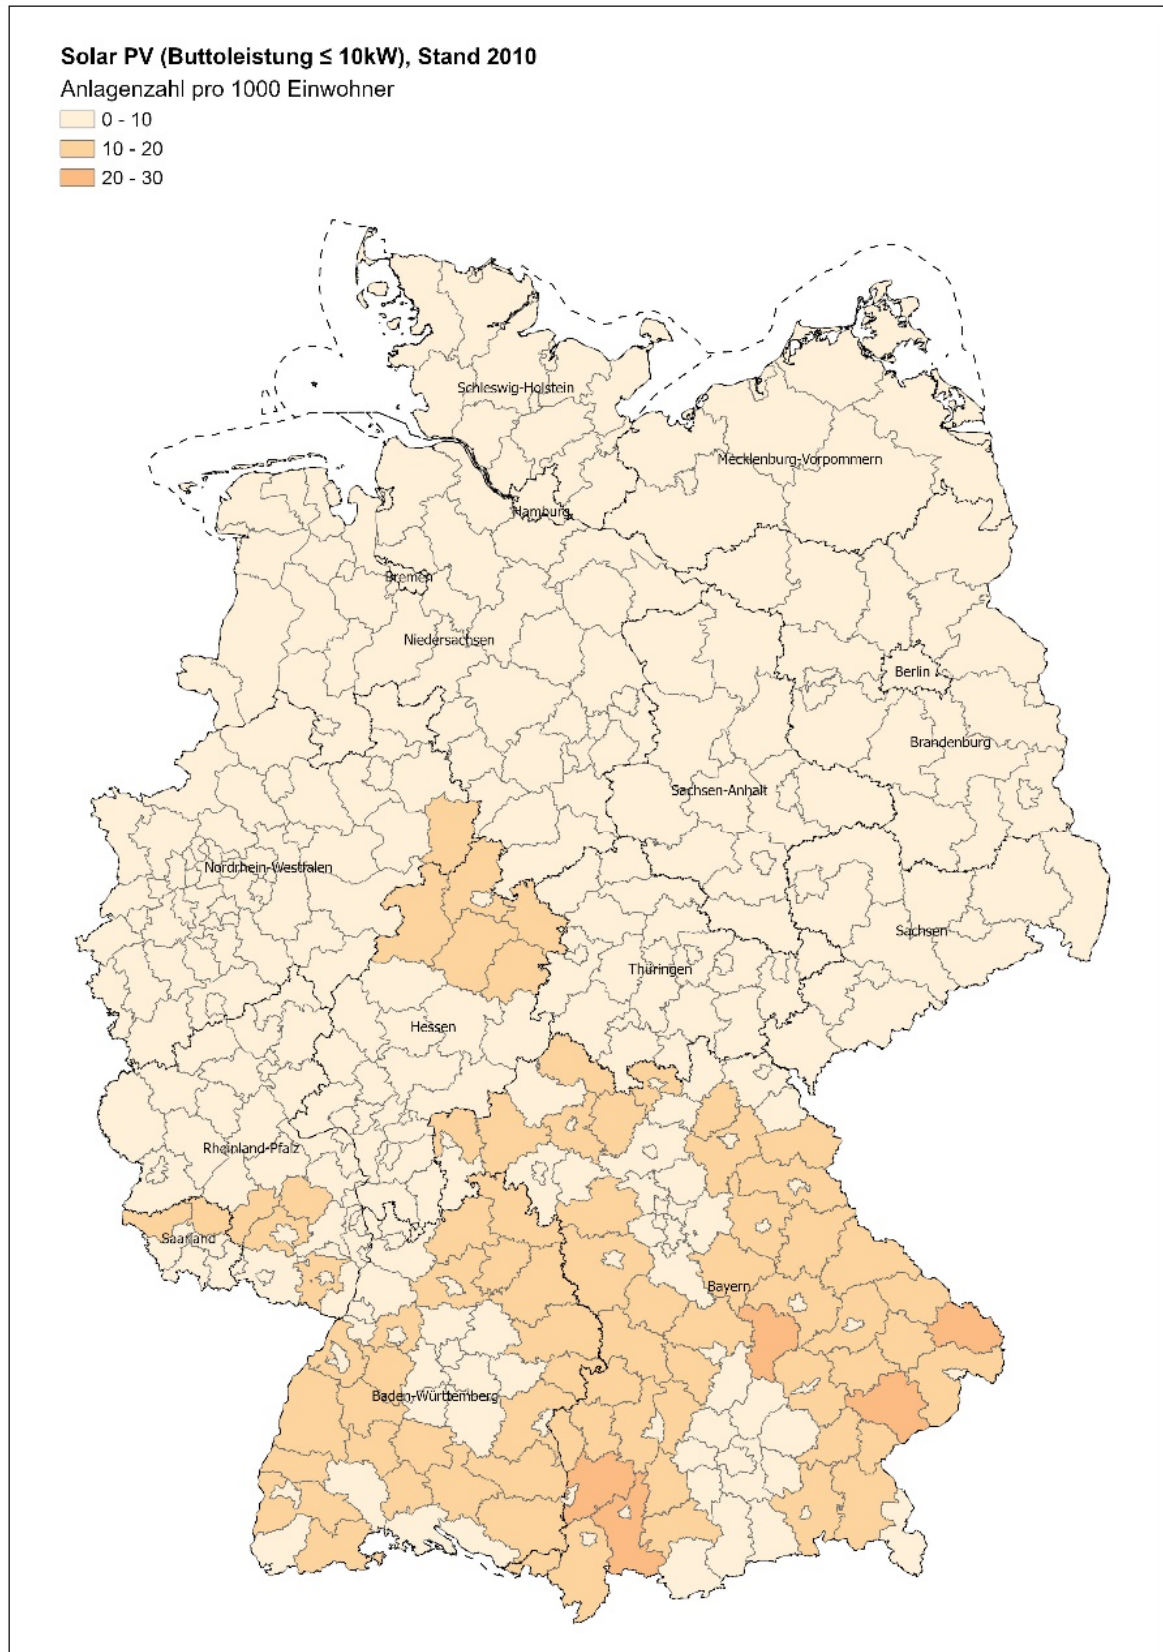 Solar PV (Buttoleistung ≤ 10kW), Stand 2010
Anlagenzahl pro 1000 Einwohner
0 - 10
10 - 20
20 - 30
Schleswig-Holstein
Mecklenburg-Vorpommern
Hamburg
Bremen
Niedersachsen
Berlin
Brandenburg
Sachsen-Anhalt
Nordrhein-Westfalen
Sachsen
Thüringen
Hessen
Rheinland-Pfalz
Saarland
Bayern
Baden-Württemberg